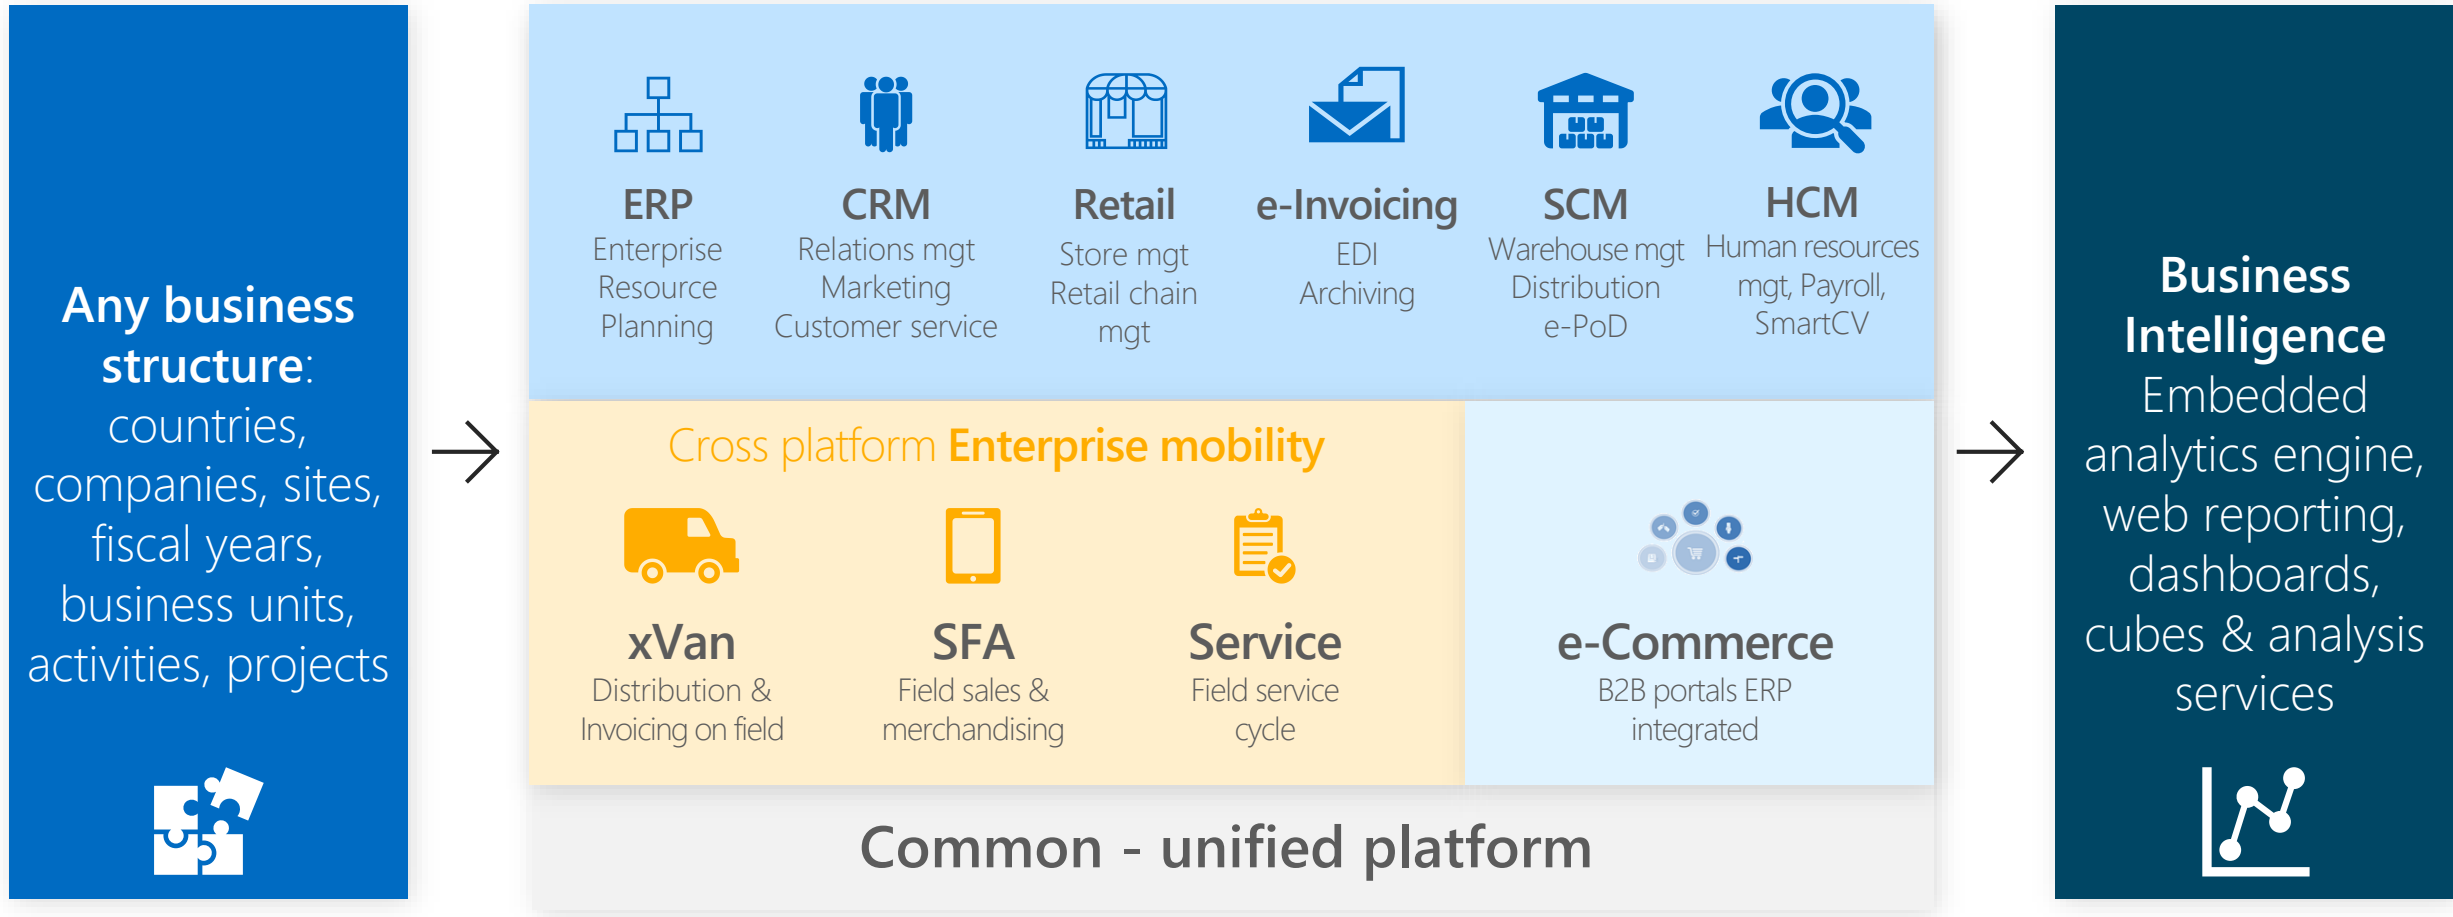 Any business
structure:
countries,
companies, sites,
fiscal years,
business units,
activities, projects
ERP
Enterprise
Resource
Planning
CRM
Relations mgt
Marketing
Customer service
Retail
Store mgt
Retail chain
mgt
e-Invoicing
EDI
Archiving
SCM
Warehouse mgt
Distribution
e-PoD
HCM
Human resources
mgt, Payroll,
SmartCV
Cross platform Enterprise mobility
xVan
Distribution &
Invoicing on field
SFA
Field sales &
merchandising
Service
Field service
cycle
e-Commerce
B2B portals ERP
integrated
Common - unified platform
Business
Intelligence
Embedded
analytics engine,
web reporting,
dashboards,
cubes & analysis
services